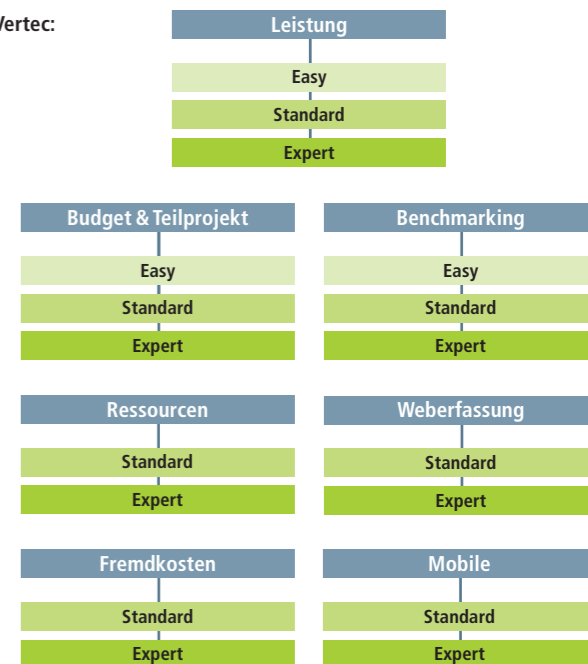 Vertec:
Leistung
Easy
Standard
Expert
Budget & Teilprojekt
Easy
Standard
Expert
Benchmarking
Easy
Standard
Expert
Ressourcen
Standard
Expert
Weberfassung
Standard
Expert
Fremdkosten
Standard
Expert
Mobile
Standard
Expert